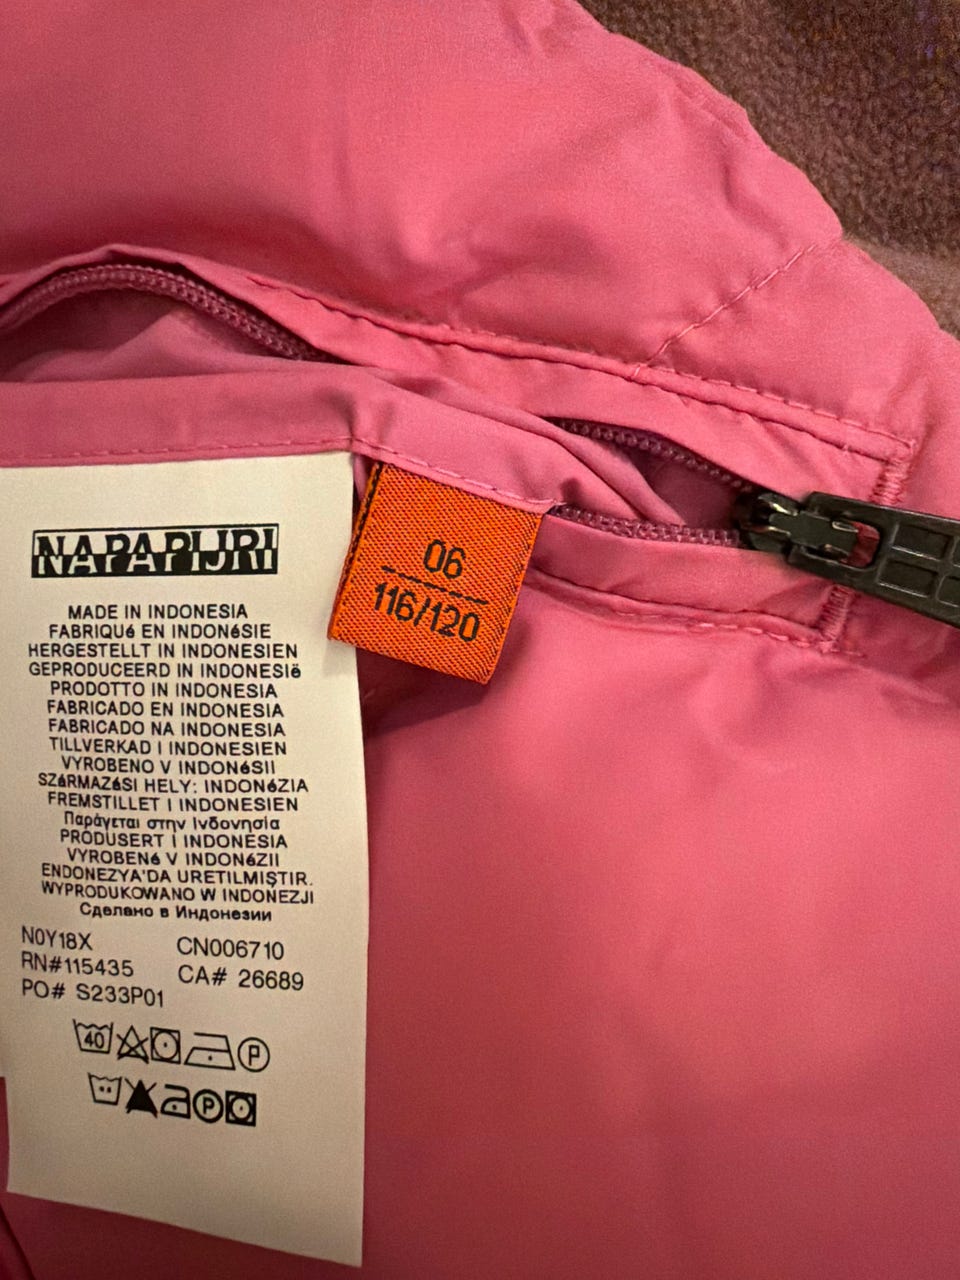 NAPAPIJRI
MADE IN INDONESIA
FABRIQUé EN INDONéSIE
HERGESTELLT IN INDONESIEN
GEPRODUCEERD IN INDONESIë
PRODOTTO IN INDONESIA
FABRICADO EN INDONESIA
FABRICADO NA INDONESIA
TILLVERKAD I INDONESIEN
VYROBENO V INDONéSII
SZáRMAZáSI HELY: INDONéZIA
FREMSTILLET I INDONESIEN
Παράγεται στην Ινδονησία
PRODUSERT I INDONESIA
VYROBENé V INDONéZII
ENDONEZYA'DA URETILMIŞTIR.
WYPRODUKOWANO W INDONEZJI
Сделано в Индонезии
N0Y18X CN006710
RN#115435 CA# 26689
PO# S233P01
40 P
P
06
116/120